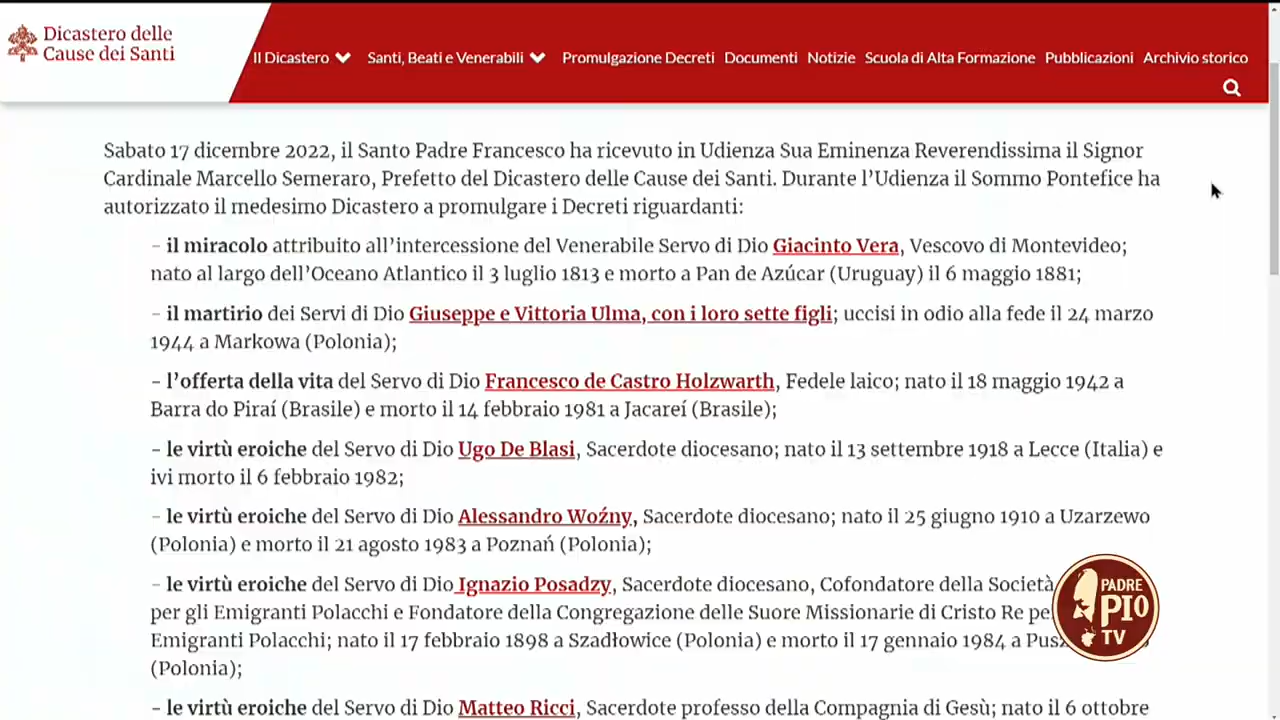 Dicastero delle
Cause dei Santi
Il Dicastero
Santi, Beati e Venerabili
Promulgazione Decreti
Documenti
Notizie
Scuola di Alta Formazione
Pubblicazioni
Archivio storico
Sabato 17 dicembre 2022, il Santo Padre Francesco ha ricevuto in Udienza Sua Eminenza Reverendissima il Signor
Cardinale Marcello Semeraro, Prefetto del Dicastero delle Cause dei Santi. Durante l’Udienza il Sommo Pontefice ha
autorizzato il medesimo Dicastero a promulgare i Decreti riguardanti:
- il miracolo attribuito all’intercessione del Venerabile Servo di Dio Giacinto Vera, Vescovo di Montevideo;
nato al largo dell’Oceano Atlantico il 3 luglio 1813 e morto a Pan de Azúcar (Uruguay) il 6 maggio 1881;
- il martirio dei Servi di Dio Giuseppe e Vittoria Ulma, con i loro sette figli; uccisi in odio alla fede il 24 marzo
1944 a Markowa (Polonia);
- l’offerta della vita del Servo di Dio Francesco de Castro Holzwarth, Fedele laico; nato il 18 maggio 1942 a
Barra do Piraí (Brasile) e morto il 14 febbraio 1981 a Jacareí (Brasile);
- le virtù eroiche del Servo di Dio Ugo De Blasi, Sacerdote diocesano; nato il 13 settembre 1918 a Lecce (Italia) e
ivi morto il 6 febbraio 1982;
- le virtù eroiche del Servo di Dio Alessandro Woźny, Sacerdote diocesano; nato il 25 giugno 1910 a Uzarzewo
(Polonia) e morto il 21 agosto 1983 a Poznań (Polonia);
- le virtù eroiche del Servo di Dio Ignazio Posadzy, Sacerdote diocesano, Cofondatore della Società
per gli Emigranti Polacchi e Fondatore della Congregazione delle Suore Missionarie di Cristo Re
Emigranti Polacchi; nato il 17 febbraio 1898 a Szadłowice (Polonia) e morto il 17 gennaio 1984 a
(Polonia);
- le virtù eroiche del Servo di Dio Matteo Ricci, Sacerdote professo della Compagnia di Gesù; nato il 6 ottobre
PADRE
PIO
TV